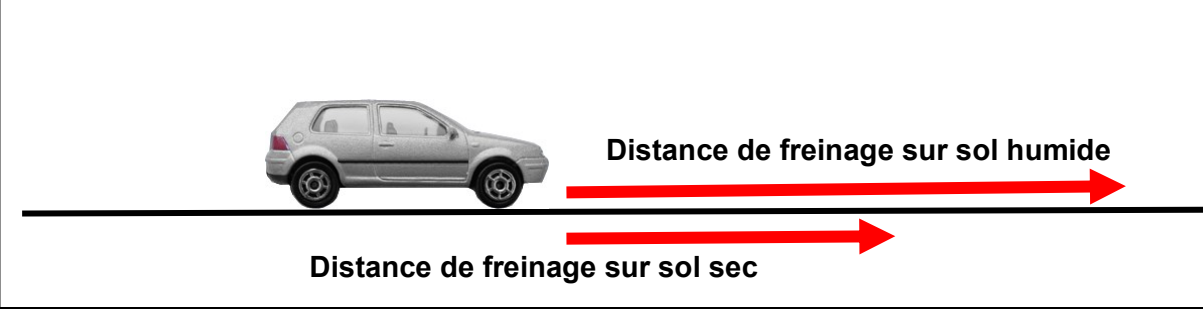 Distance de freinage sur sol humide
Distance de freinage sur sol sec